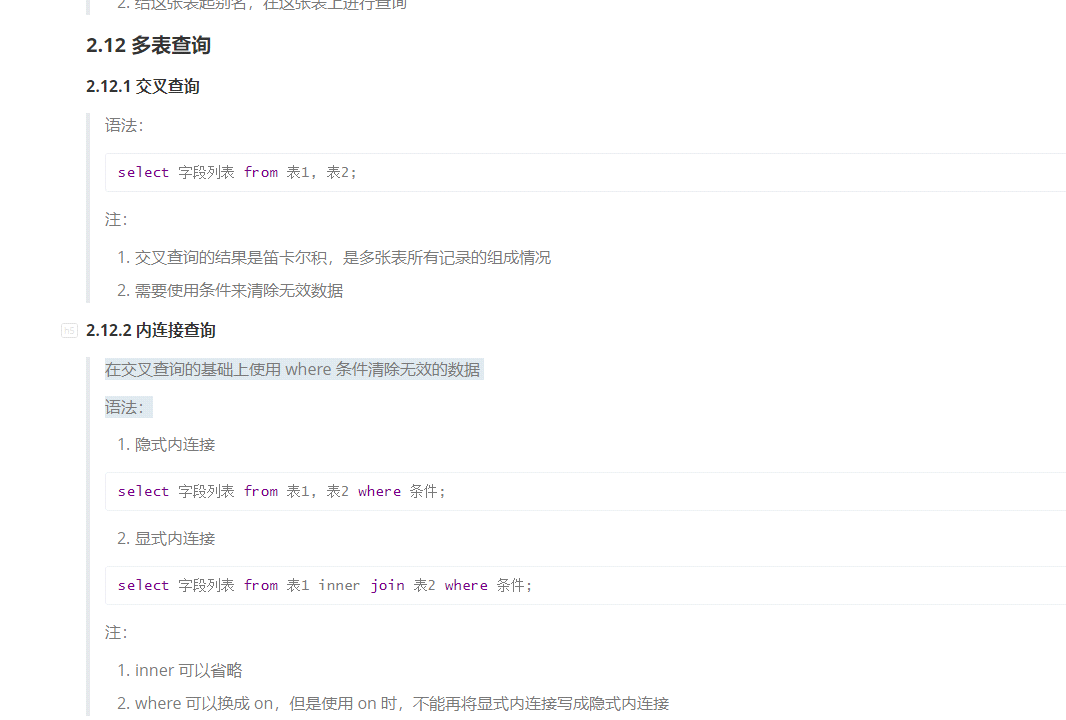 2. 给这张表起别名，在这张表上进行查询
2.12 多表查询
2.12.1 交叉查询
语法：
select 字段列表 from 表1, 表2;
注：
1. 交叉查询的结果是笛卡尔积，是多张表所有记录的组成情况
2. 需要使用条件来清除无效数据
h5 2.12.2 内连接查询
在交叉查询的基础上使用 where 条件清除无效的数据
语法：
1. 隐式内连接
select 字段列表 from 表1, 表2 where 条件;
2. 显式内连接
select 字段列表 from 表1 inner join 表2 where 条件;
注：
1. inner 可以省略
2. where 可以换成 on，但是使用 on 时，不能再将显式内连接写成隐式内连接